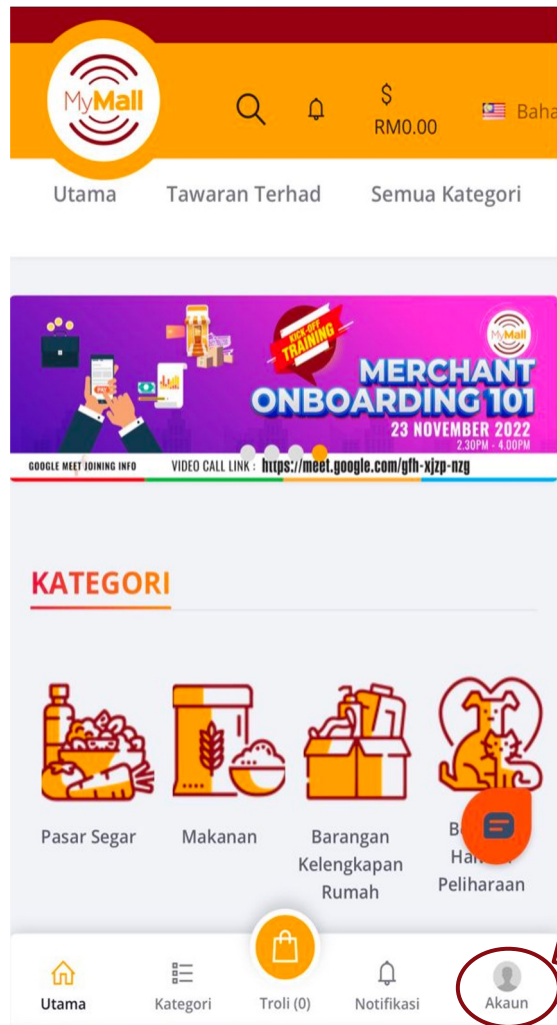 MyMall
$
RM0.00
Utama Tawaran Terhad Semua Kategori
KICK-OFF
TRAINING
MyMall
MERCHANT
ONBOARDING 101
23 NOVEMBER 2022
2.30PM - 4.00PM
GOOGLE MEET JOINING INFO VIDEO CALL LINK : https://meet.google.com/gfh-xjzp-nzg
KATEGORI
Pasar Segar
Makanan
Barangan
Kelengkapan
Rumah
Peliharaan
Utama Kategori Troli (0) Notifikasi Akaun